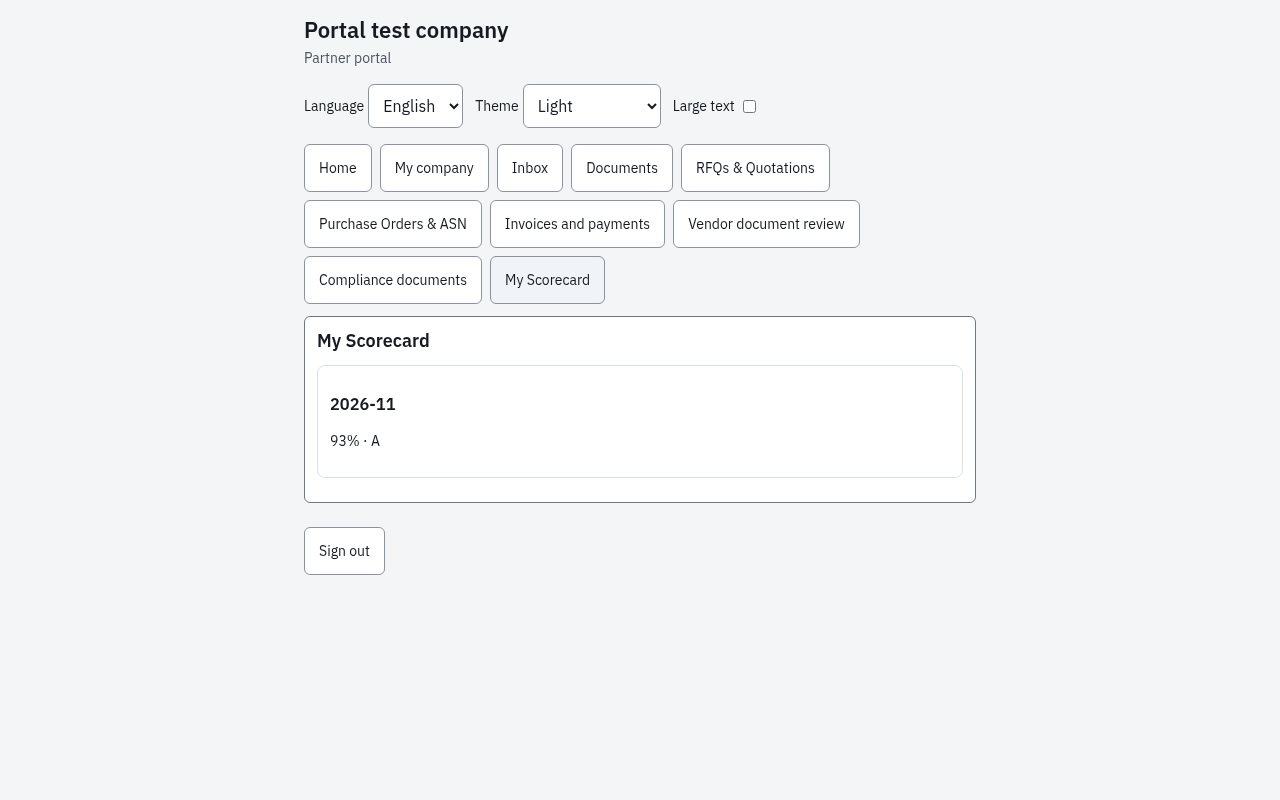 Portal test company
Partner portal
Language English Theme Light Large text
Home My company Inbox Documents RFQs & Quotations
Purchase Orders & ASN Invoices and payments Vendor document review
Compliance documents My Scorecard
My Scorecard
2026-11
93% · A
Sign out